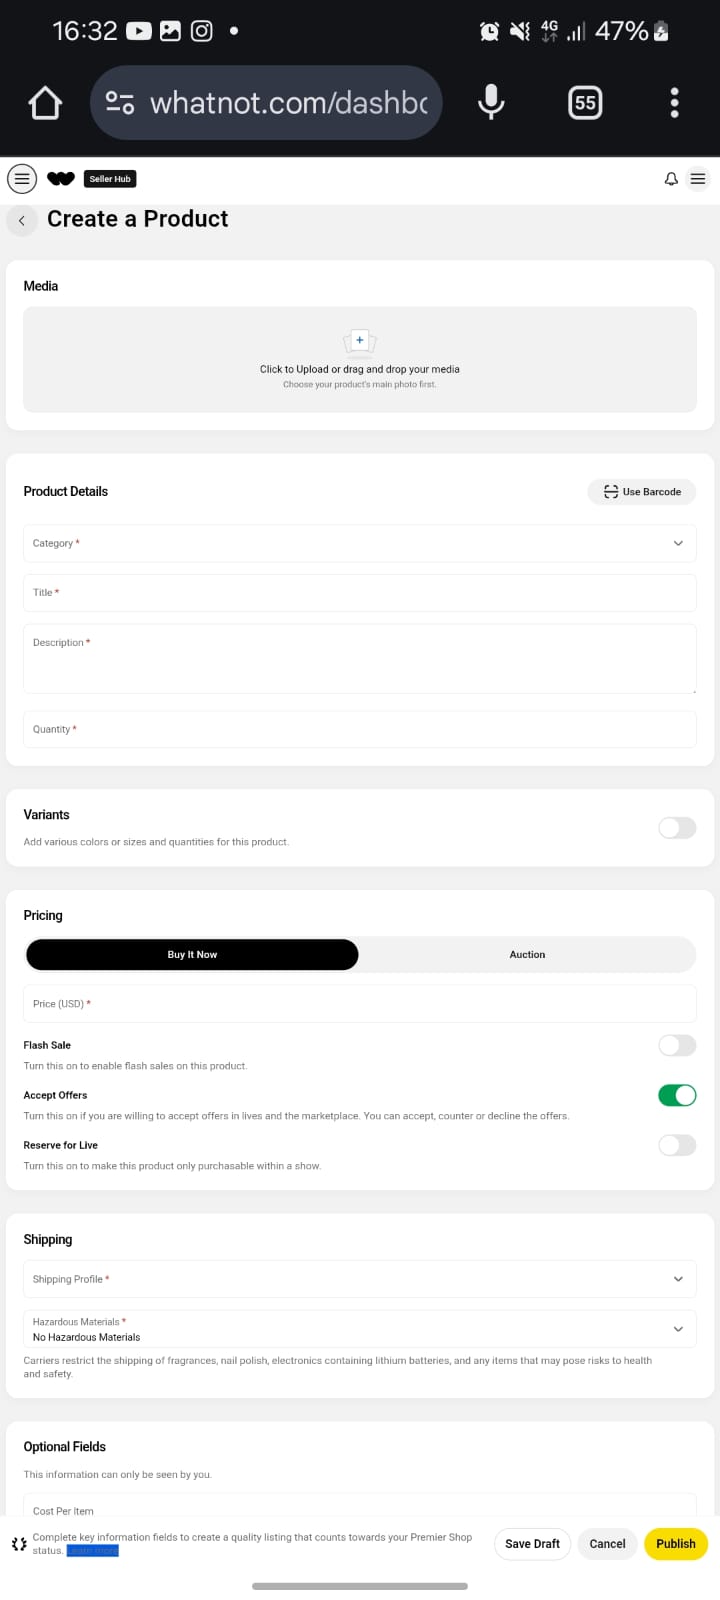 16:32
4G
47%
whatnot.com/dashbo
55
Seller Hub
Create a Product
Media
Click to Upload or drag and drop your media
Choose your product's main photo first.
Product Details
Use Barcode
Category *
Title *
Description *
Quantity *
Variants
Add various colors or sizes and quantities for this product.
Pricing
Buy It Now
Auction
Price (USD) *
Flash Sale
Turn this on to enable flash sales on this product.
Accept Offers
Turn this on if you are willing to accept offers in lives and the marketplace. You can accept, counter or decline the offers.
Reserve for Live
Turn this on to make this product only purchasable within a show.
Shipping
Shipping Profile *
Hazardous Materials *
No Hazardous Materials
Carriers restrict the shipping of fragrances, nail polish, electronics containing lithium batteries, and any items that may pose risks to health
and safety.
Optional Fields
This information can only be seen by you.
Cost Per Item
Complete key information fields to create a quality listing that counts towards your Premier Shop
status. Learn more
Save Draft
Cancel
Publish